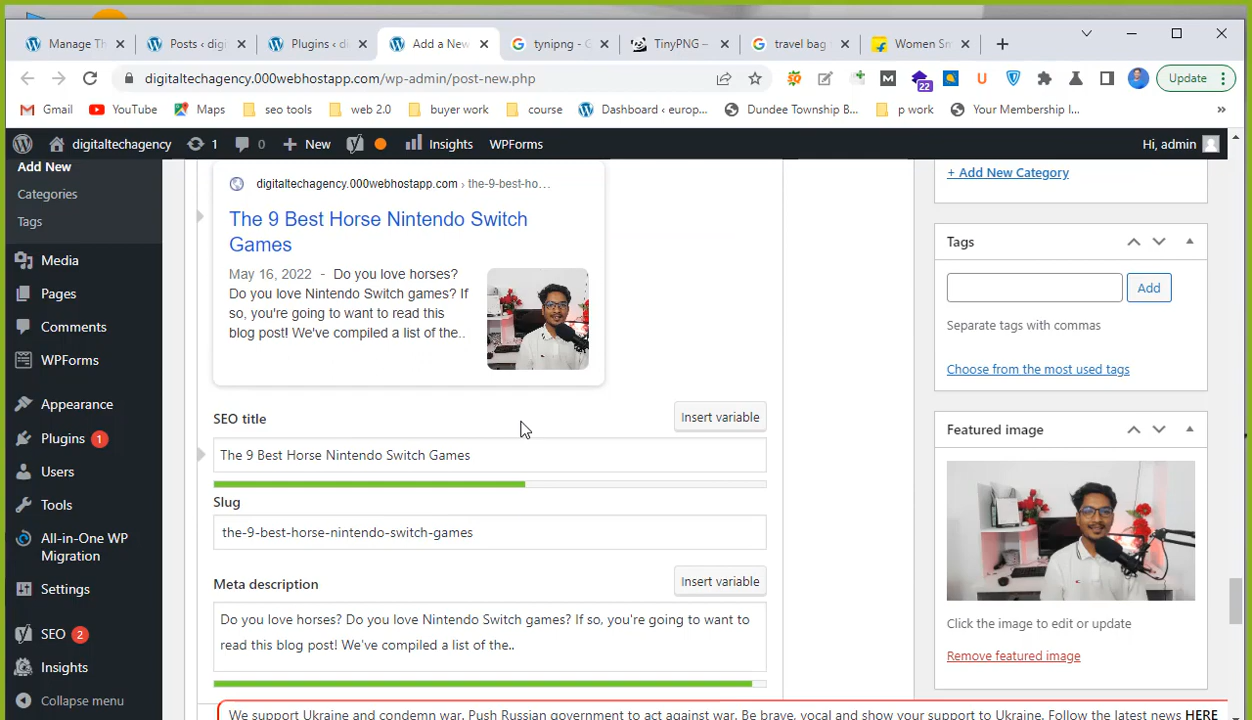 Manage Th
Posts ‹ digi
Plugins ‹ di
Add a New
tynipng - G
TinyPNG –
travel bag
Women Sm
digitaltechagency.000webhostapp.com/wp-admin/post-new.php
22
Update
Gmail
YouTube
Maps
seo tools
web 2.0
buyer work
course
Dashboard ‹ europ...
Dundee Township B...
p work
Your Membership I...
»
digitaltechagency
1
0
New
Insights
WPForms
Hi, admin
Add New
Categories
Tags
Media
Pages
Comments
WPForms
Appearance
Plugins 1
Users
Tools
All-in-One WP
Migration
Settings
SEO 2
Insights
Collapse menu
digitaltechagency.000webhostapp.com › the-9-best-ho...
The 9 Best Horse Nintendo Switch
Games
May 16, 2022 - Do you love horses?
Do you love Nintendo Switch games? If
so, you're going to want to read this
blog post! We've compiled a list of the..
SEO title
Insert variable
The 9 Best Horse Nintendo Switch Games
Slug
the-9-best-horse-nintendo-switch-games
Meta description
Insert variable
Do you love horses? Do you love Nintendo Switch games? If so, you're going to want to
read this blog post! We've compiled a list of the..
+ Add New Category
Tags
Add
Separate tags with commas
Choose from the most used tags
Featured image
Click the image to edit or update
Remove featured image
We support Ukraine and condemn war. Push Russian government to act against war. Be brave, vocal and show your support to Ukraine. Follow the latest news HERE